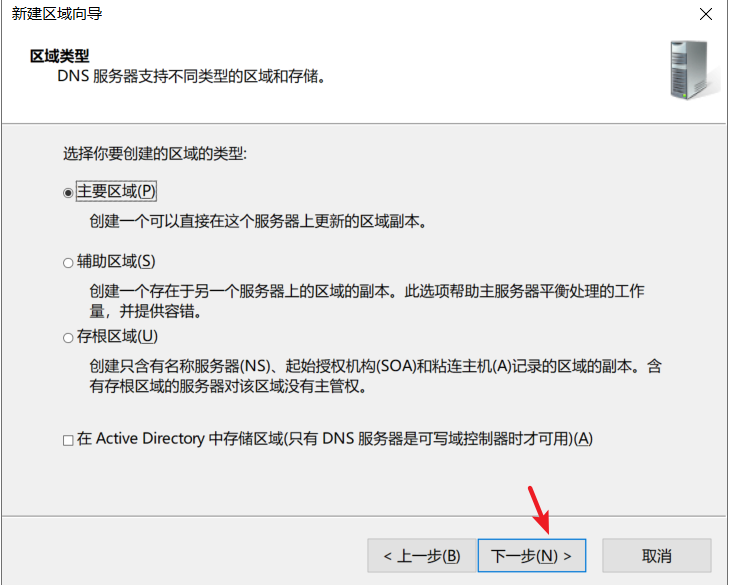 新建区域向导
区域类型
DNS 服务器支持不同类型的区域和存储。
选择你要创建的区域的类型:
主要区域(P)
创建一个可以直接在这个服务器上更新的区域副本。
辅助区域(S)
创建一个存在于另一个服务器上的区域的副本。此选项帮助主服务器平衡处理的工作
量，并提供容错。
存根区域(U)
创建只含有名称服务器(NS)、起始授权机构(SOA)和粘连主机(A)记录的区域的副本。含
有存根区域的服务器对该区域没有主管权。
在 Active Directory 中存储区域(只有 DNS 服务器是可写域控制器时才可用)(A)
< 上一步(B) 下一步(N) > 取消